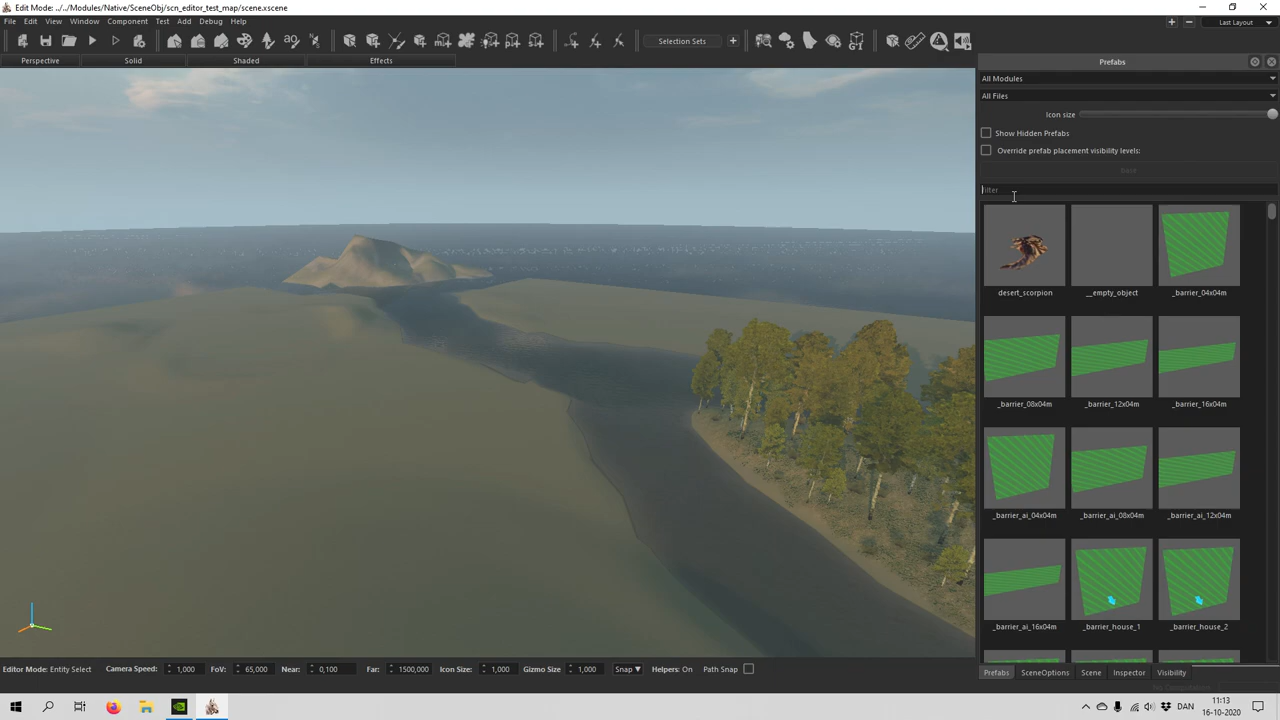 Edit Mode: ../../Modules/Native/SceneObj/scn_editor_test_map/scene.xscene
File Edit View Window Component Test Add Debug Help
Last Layout
Selection Sets
Perspective Solid Shaded Effects
Prefabs
All Modules
All Files
Icon size
Show Hidden Prefabs
Override prefab placement visibility levels:
Back
filter
desert_scorpion __empty_object _barrier_04x04m
_barrier_08x04m _barrier_12x04m _barrier_16x04m
_barrier_ai_04x04m _barrier_ai_08x04m _barrier_ai_12x04m
_barrier_ai_16x04m _barrier_house_1 _barrier_house_2
Editor Mode: Entity Select Camera Speed: 1,000 FoV: 65,000 Near: 0,100 Far: 1500,000 Icon Size: 1,000 Gizmo Size 1,000 Snap Helpers: On Path Snap
Prefabs SceneOptions Scene Inspector Visibility
DAN
11:13
16-10-2020